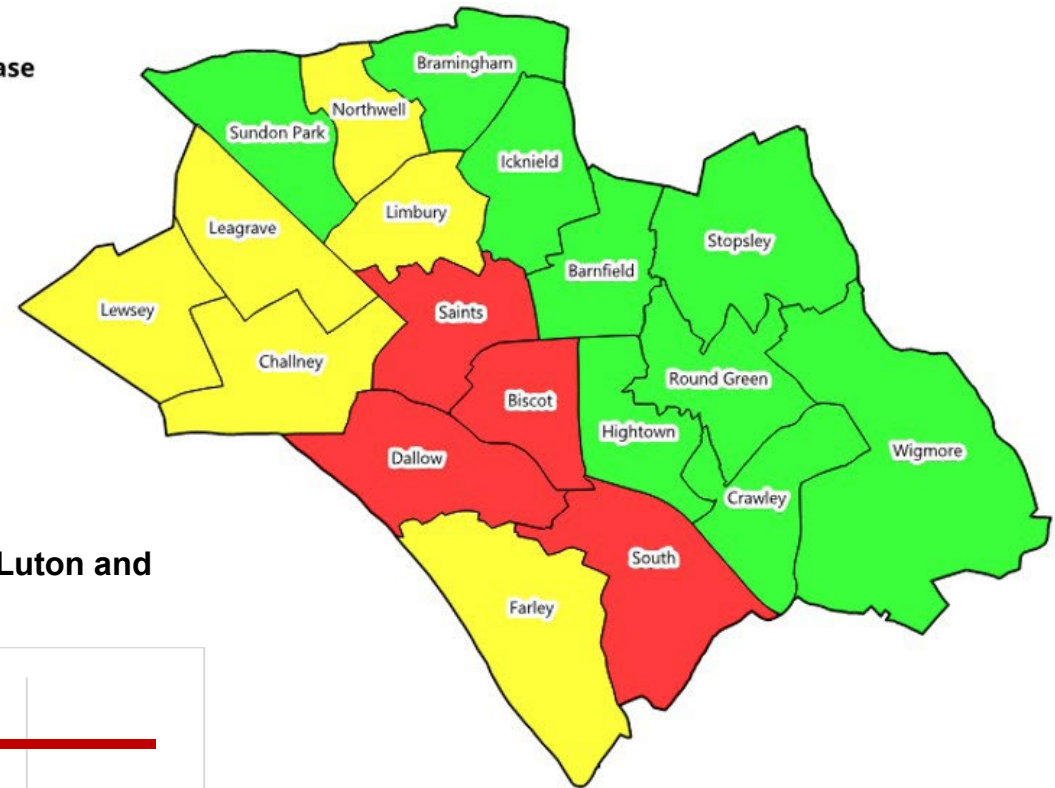 ase
Bramingham
Northwell
Sundon Park
Icknield
Limbury
Leagrave
Stopsley
Barnfield
Lewsey
Saints
Challney
Round Green
Biscot
Hightown
Wigmore
Dallow
Crawley
Luton and
South
Farley